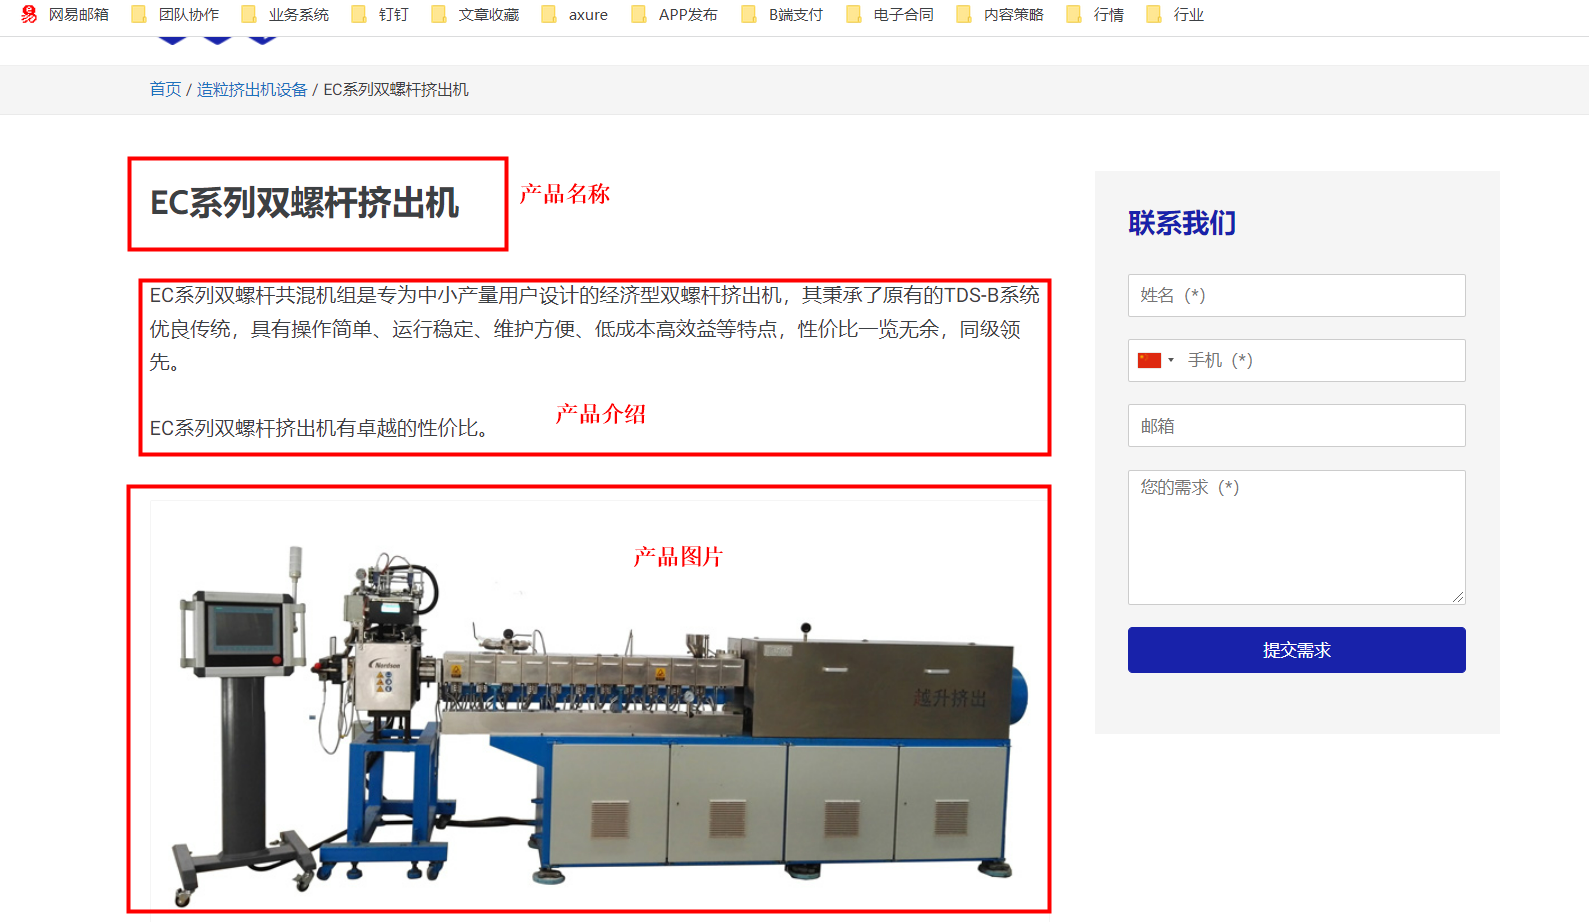 网易邮箱 团队协作 业务系统 钉钉 文章收藏 axure APP发布 B端支付 电子合同 内容策略 行情 行业
首页 / 造粒挤出机设备 / EC系列双螺杆挤出机
EC系列双螺杆挤出机
产品名称
EC系列双螺杆共混机组是专为中小产量用户设计的经济型双螺杆挤出机，其秉承了原有的TDS-B系统
优良传统，具有操作简单、运行稳定、维护方便、低成本高效益等特点，性价比一览无余，同级领
先。
EC系列双螺杆挤出机有卓越的性价比。
产品介绍
产品图片
Nordson
越升挤出
联系我们
姓名（*）
手机（*）
邮箱
您的需求（*）
提交需求